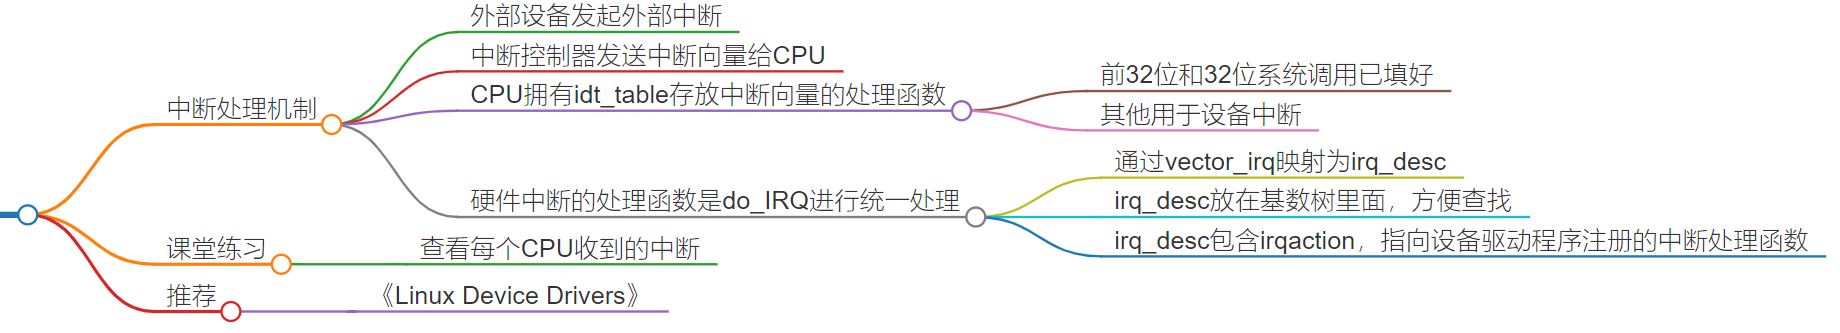 中断处理机制
外部设备发起外部中断
中断控制器发送中断向量给CPU
CPU拥有idt_table存放中断向量的处理函数
前32位和32位系统调用已填好
其他用于设备中断
硬件中断的处理函数是do_IRQ进行统一处理
通过vector_irq映射为irq_desc
irq_desc放在基数树里面，方便查找
irq_desc包含irqaction，指向设备驱动程序注册的中断处理函数
课堂练习
查看每个CPU收到的中断
推荐
《Linux Device Drivers》